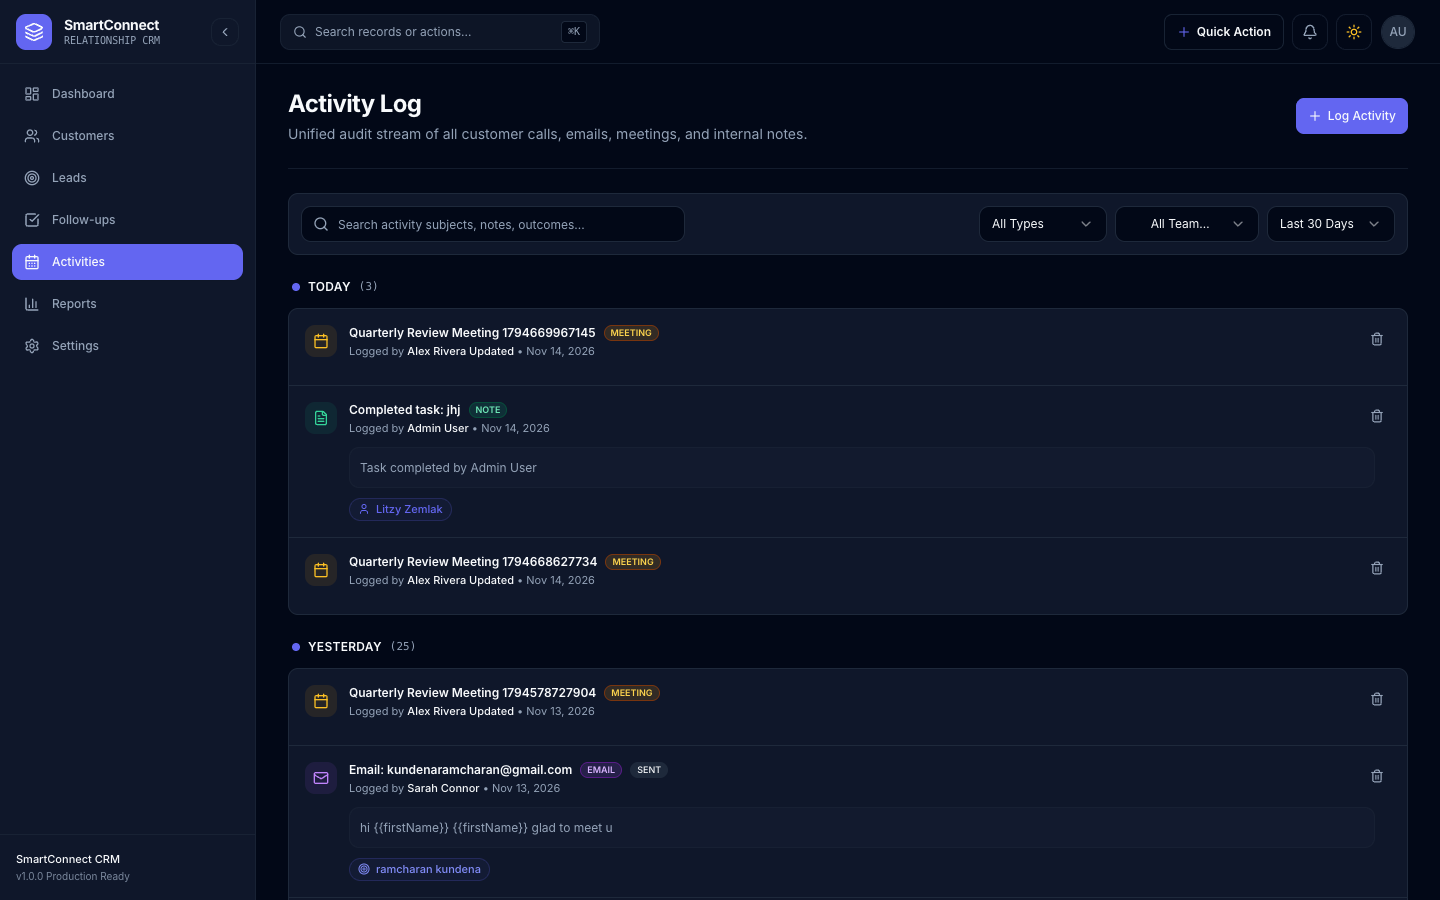 SmartConnect
RELATIONSHIP CRM
Search records or actions...
⌘K
Quick Action
AU
Dashboard
Customers
Leads
Follow-ups
Activities
Reports
Settings
SmartConnect CRM
v1.0.0 Production Ready
Activity Log
Unified audit stream of all customer calls, emails, meetings, and internal notes.
Log Activity
Search activity subjects, notes, outcomes...
All Types
All Team...
Last 30 Days
TODAY (3)
Quarterly Review Meeting 1794669967145 MEETING
Logged by Alex Rivera Updated • Nov 14, 2026
Completed task: jhj NOTE
Logged by Admin User • Nov 14, 2026
Task completed by Admin User
Litzy Zemlak
Quarterly Review Meeting 1794668627734 MEETING
Logged by Alex Rivera Updated • Nov 14, 2026
YESTERDAY (25)
Quarterly Review Meeting 1794578727904 MEETING
Logged by Alex Rivera Updated • Nov 13, 2026
Email: kundenaramcharan@gmail.com EMAIL SENT
Logged by Sarah Connor • Nov 13, 2026
hi {{firstName}} {{firstName}} glad to meet u
ramcharan kundena